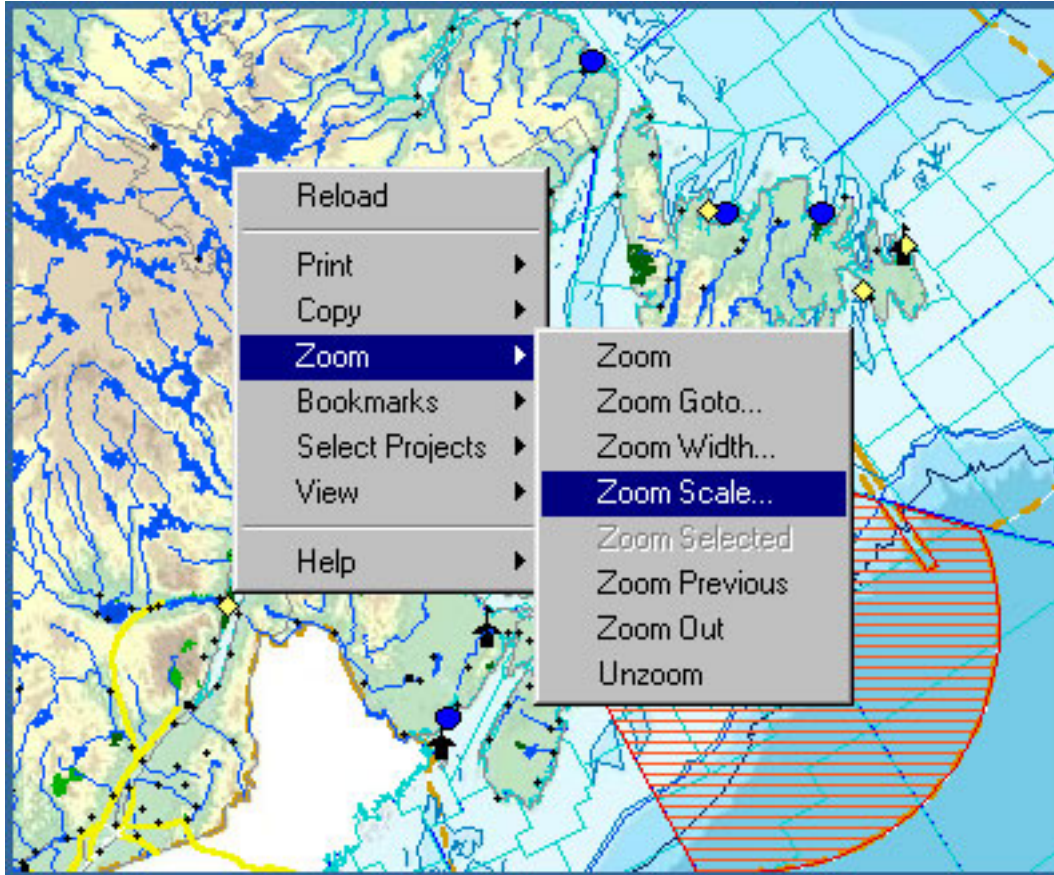 Reload
Print
Copy
Zoom
Bookmarks
Select Projects
View
Help
Zoom
Zoom Goto...
Zoom Width...
Zoom Scale...
Zoom Selected
Zoom Previous
Zoom Out
Unzoom